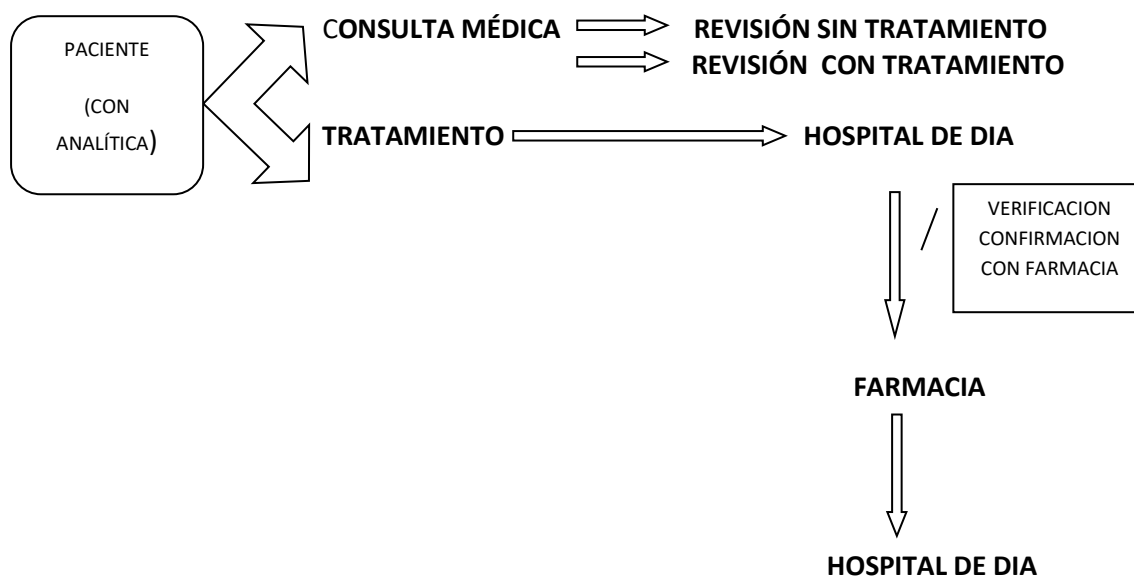 PACIENTE
(CON
ANALÍTICA)
CONSULTA MÉDICA
REVISIÓN SIN TRATAMIENTO
REVISIÓN CON TRATAMIENTO
TRATAMIENTO
HOSPITAL DE DIA
/
VERIFICACION
CONFIRMACION
CON FARMACIA
FARMACIA
HOSPITAL DE DIA